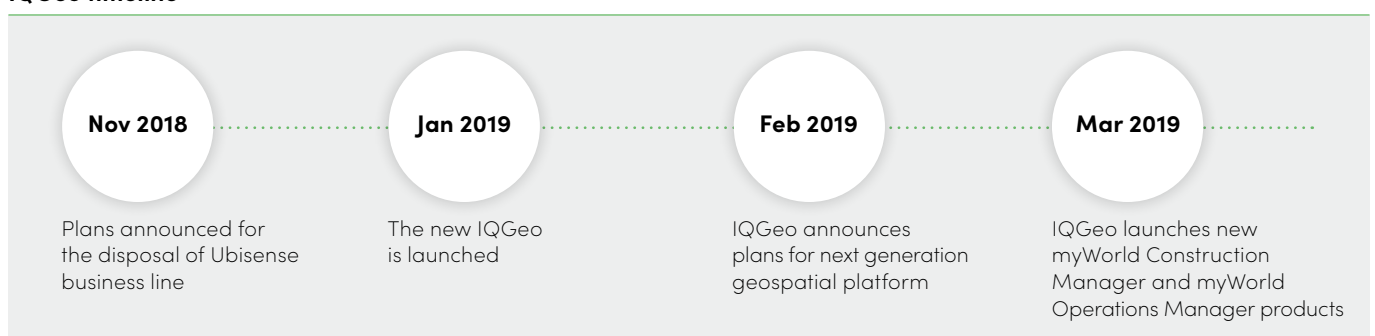 IQGeo timeline
Nov 2018
Jan 2019
Feb 2019
Mar 2019
Plans announced for
the disposal of Ubisense
business line
The new IQGeo
is launched
IQGeo announces
plans for next generation
geospatial platform
IQGeo launches new
myWorld Construction
Manager and myWorld
Operations Manager products